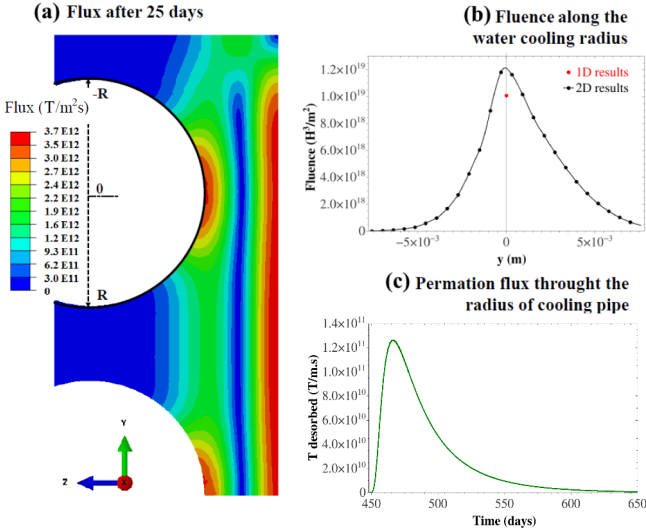 (a) Flux after 25 days
-R
0
R
Flux (T/m²s)
3.7 E12
3.5 E12
3.0 E12
2.7 E12
2.4 E12
2.2 E12
1.8 E12
1.5 E12
1.2 E12
9.3 E11
6.2 E11
3.0 E11
0
Y
Z
X
(b) Fluence along the
water cooling radius
1.2×10¹⁹
1.0×10¹⁹
8.0×10¹⁸
6.0×10¹⁸
4.0×10¹⁸
2.0×10¹⁸
0
Fluence (H³/m²)
1D results
2D results
−5×10⁻³
0
5×10⁻³
y (m)
(c) Permation flux throught the
radius of cooling pipe
1.4×10¹¹
1.2×10¹¹
1.0×10¹¹
8.0×10¹⁰
6.0×10¹⁰
4.0×10¹⁰
2.0×10¹⁰
0
T desorbed (T/m.s)
450
500
550
600
650
Time (days)